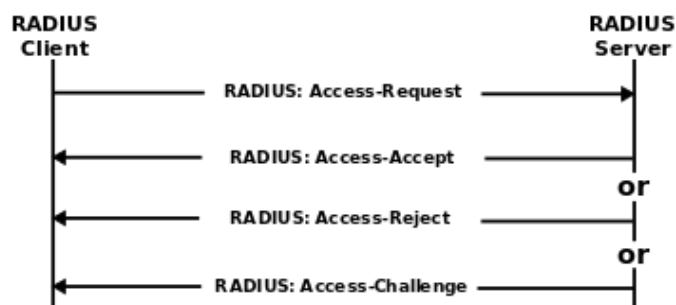 RADIUS
Client
RADIUS
Server
RADIUS: Access-Request
RADIUS: Access-Accept
or
RADIUS: Access-Reject
or
RADIUS: Access-Challenge